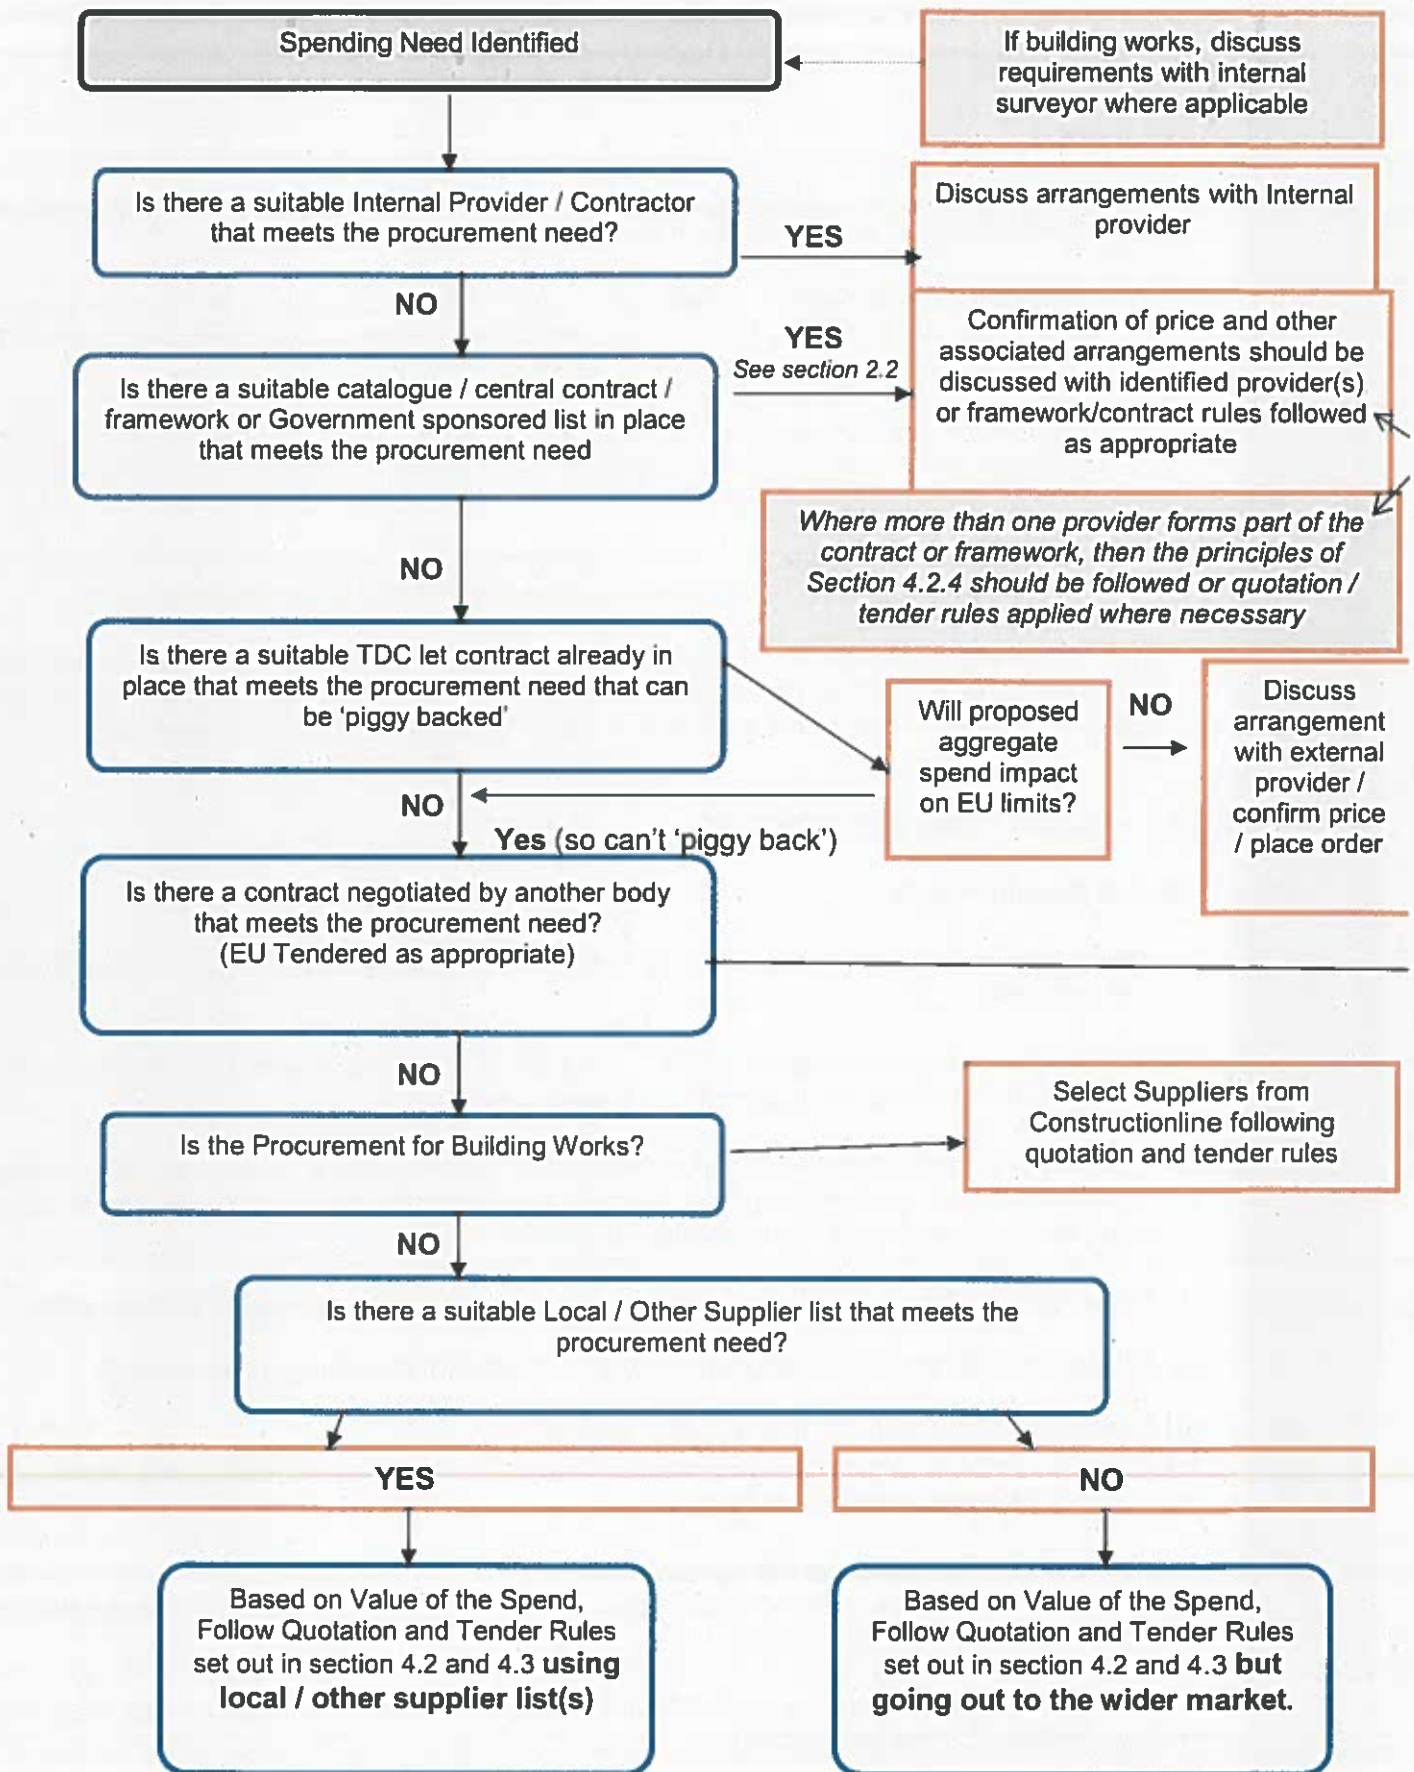 Spending Need Identified
If building works, discuss
requirements with internal
surveyor where applicable
Is there a suitable Internal Provider / Contractor
that meets the procurement need?
YES
Discuss arrangements with Internal
provider
NO
YES
See section 2.2
Confirmation of price and other
associated arrangements should be
discussed with identified provider(s)
or framework/contract rules followed
as appropriate
Is there a suitable catalogue / central contract /
framework or Government sponsored list in place
that meets the procurement need
Where more than one provider forms part of the
contract or framework, then the principles of
Section 4.2.4 should be followed or quotation /
tender rules applied where necessary
NO
Is there a suitable TDC let contract already in
place that meets the procurement need that can
be 'piggy backed'
Will proposed
aggregate
spend impact
on EU limits?
NO
Discuss
arrangement
with external
provider /
confirm price
/ place order
NO
Yes (so can't 'piggy back')
Is there a contract negotiated by another body
that meets the procurement need?
(EU Tendered as appropriate)
NO
Is the Procurement for Building Works?
Select Suppliers from
Constructionline following
quotation and tender rules
NO
Is there a suitable Local / Other Supplier list that meets the
procurement need?
YES
NO
Based on Value of the Spend,
Follow Quotation and Tender Rules
set out in section 4.2 and 4.3 using
local / other supplier list(s)
Based on Value of the Spend,
Follow Quotation and Tender Rules
set out in section 4.2 and 4.3 but
going out to the wider market.